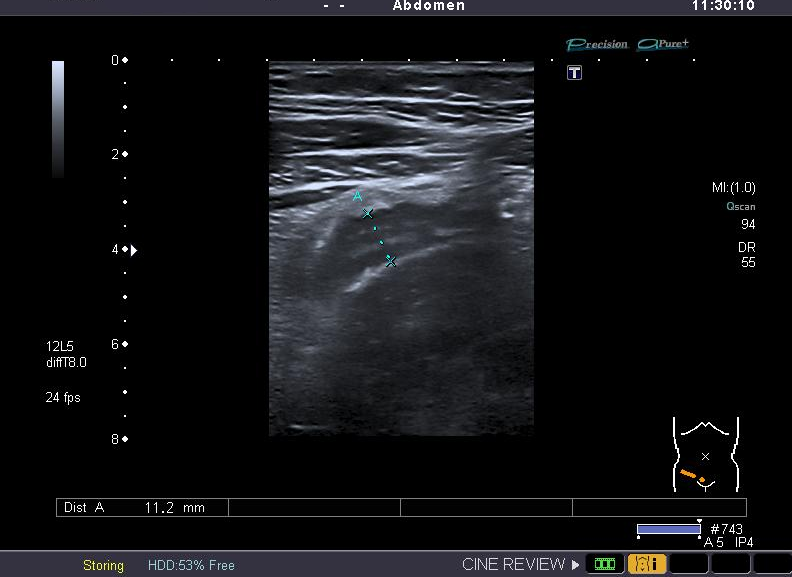 - - Abdomen 11:30:10
Precision APure+
T
0
2
4
6
8
A
MI:(1.0)
Qscan
94
DR
55
12L5
diffT8.0
24 fps
Dist A 11.2 mm
#743
A 5 IP4
Storing HDD:53% Free CINE REVIEW
i